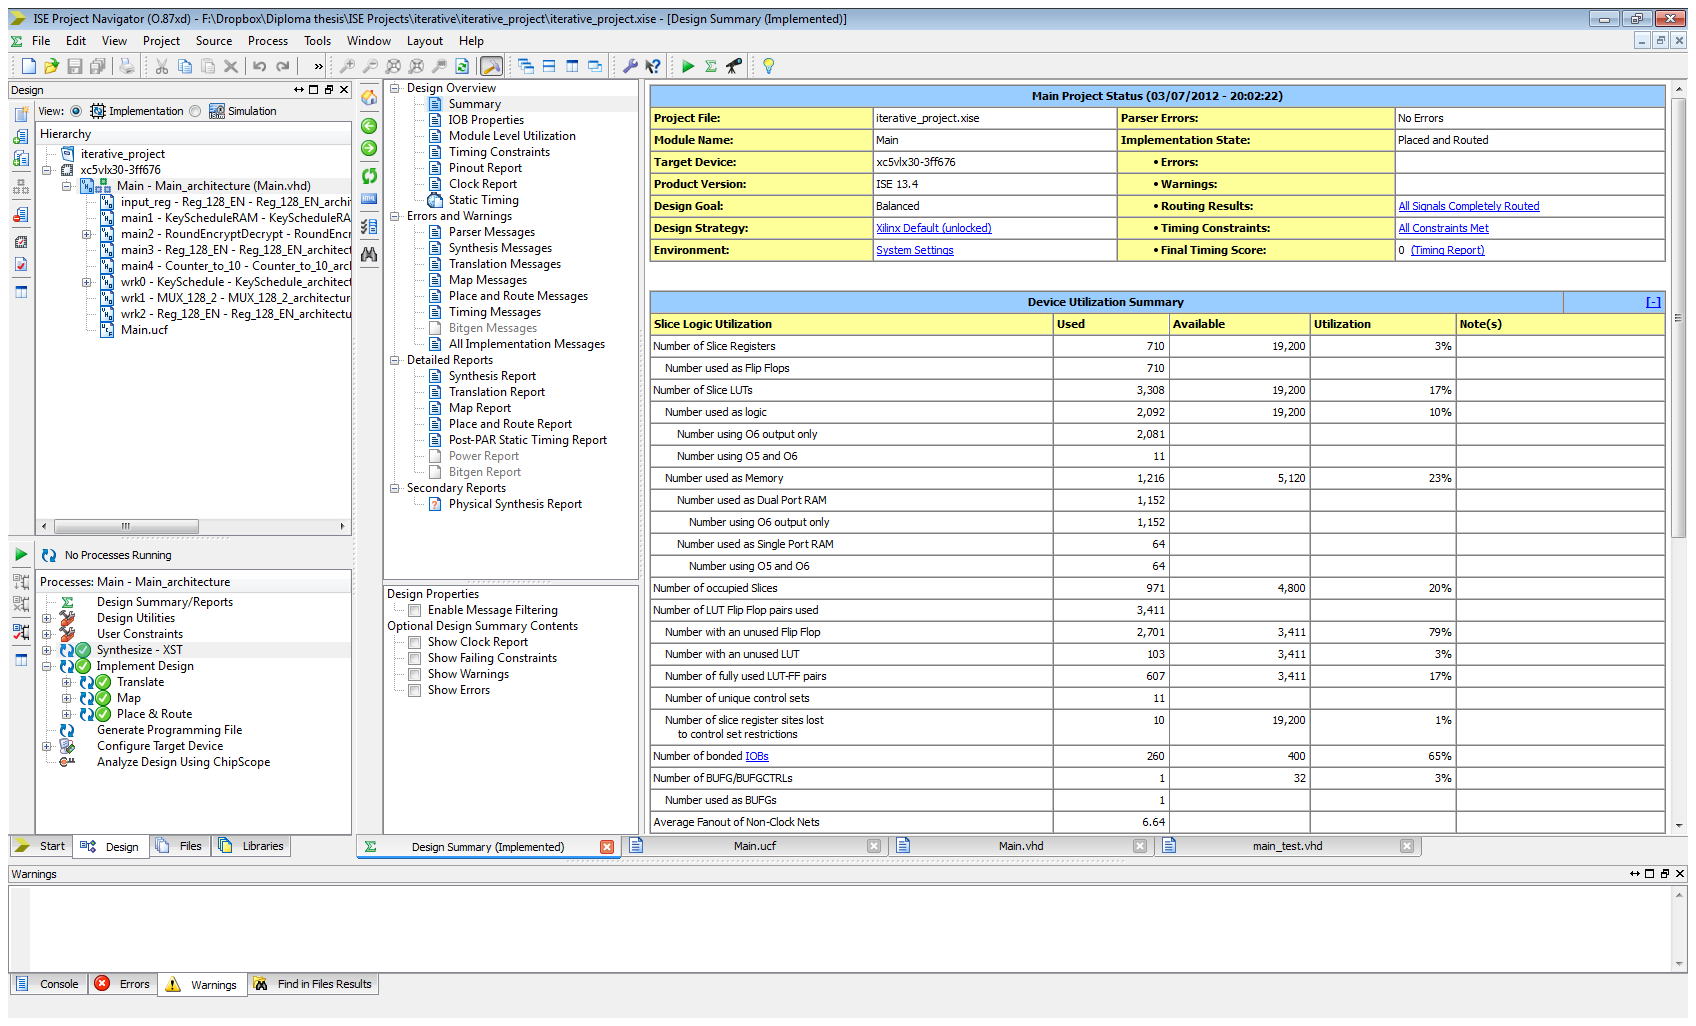 ISE Project Navigator (O.87xd) - F:\Dropbox\Diploma thesis\ISE Projects\iterative\iterative_project\iterative_project.xise - [Design Summary (Implemented)]
File Edit View Project Source Process Tools Window Layout Help
»
Design
View: Implementation Simulation
Hierarchy
iterative_project
xc5vlx30-3ff676
Main - Main_architecture (Main.vhd)
input_reg - Reg_128_EN - Reg_128_EN_archi
main1 - KeyScheduleRAM - KeyScheduleRA
main2 - RoundEncryptDecrypt - RoundEncr
main3 - Reg_128_EN - Reg_128_EN_architect
main4 - Counter_to_10 - Counter_to_10_arcl
wrk0 - KeySchedule - KeySchedule_architect
wrk1 - MUX_128_2 - MUX_128_2_architectur
wrk2 - Reg_128_EN - Reg_128_EN_architectu
Main.ucf
No Processes Running
Processes: Main - Main_architecture
Design Summary/Reports
Design Utilities
User Constraints
Synthesize - XST
Implement Design
Translate
Map
Place & Route
Generate Programming File
Configure Target Device
Analyze Design Using ChipScope
Start Design Files Libraries
Design Overview
Summary
IOB Properties
Module Level Utilization
Timing Constraints
Pinout Report
Clock Report
Static Timing
Errors and Warnings
Parser Messages
Synthesis Messages
Translation Messages
Map Messages
Place and Route Messages
Timing Messages
Bitgen Messages
All Implementation Messages
Detailed Reports
Synthesis Report
Translation Report
Map Report
Place and Route Report
Post-PAR Static Timing Report
Power Report
Bitgen Report
Secondary Reports
Physical Synthesis Report
Design Properties
Enable Message Filtering
Optional Design Summary Contents
Show Clock Report
Show Failing Constraints
Show Warnings
Show Errors
Main Project Status (03/07/2012 - 20:02:22)
Project File: iterative_project.xise Parser Errors: No Errors
Module Name: Main Implementation State: Placed and Routed
Target Device: xc5vlx30-3ff676 • Errors:
Product Version: ISE 13.4 • Warnings:
Design Goal: Balanced • Routing Results: All Signals Completely Routed
Design Strategy: Xilinx Default (unlocked) • Timing Constraints: All Constraints Met
Environment: System Settings • Final Timing Score: 0 (Timing Report)
Device Utilization Summary [-]
Slice Logic Utilization Used Available Utilization Note(s)
Number of Slice Registers 710 19,200 3%
Number used as Flip Flops 710
Number of Slice LUTs 3,308 19,200 17%
Number used as logic 2,092 19,200 10%
Number using O6 output only 2,081
Number using O5 and O6 11
Number used as Memory 1,216 5,120 23%
Number used as Dual Port RAM 1,152
Number using O6 output only 1,152
Number used as Single Port RAM 64
Number using O5 and O6 64
Number of occupied Slices 971 4,800 20%
Number of LUT Flip Flop pairs used 3,411
Number with an unused Flip Flop 2,701 3,411 79%
Number with an unused LUT 103 3,411 3%
Number of fully used LUT-FF pairs 607 3,411 17%
Number of unique control sets 11
Number of slice register sites lost 10 19,200 1%
to control set restrictions
Number of bonded IOBs 260 400 65%
Number of BUFG/BUFGCTRLs 1 32 3%
Number used as BUFGs 1
Average Fanout of Non-Clock Nets 6.64
Design Summary (Implemented) Main.ucf Main.vhd main_test.vhd
Warnings
Console Errors Warnings Find in Files Results